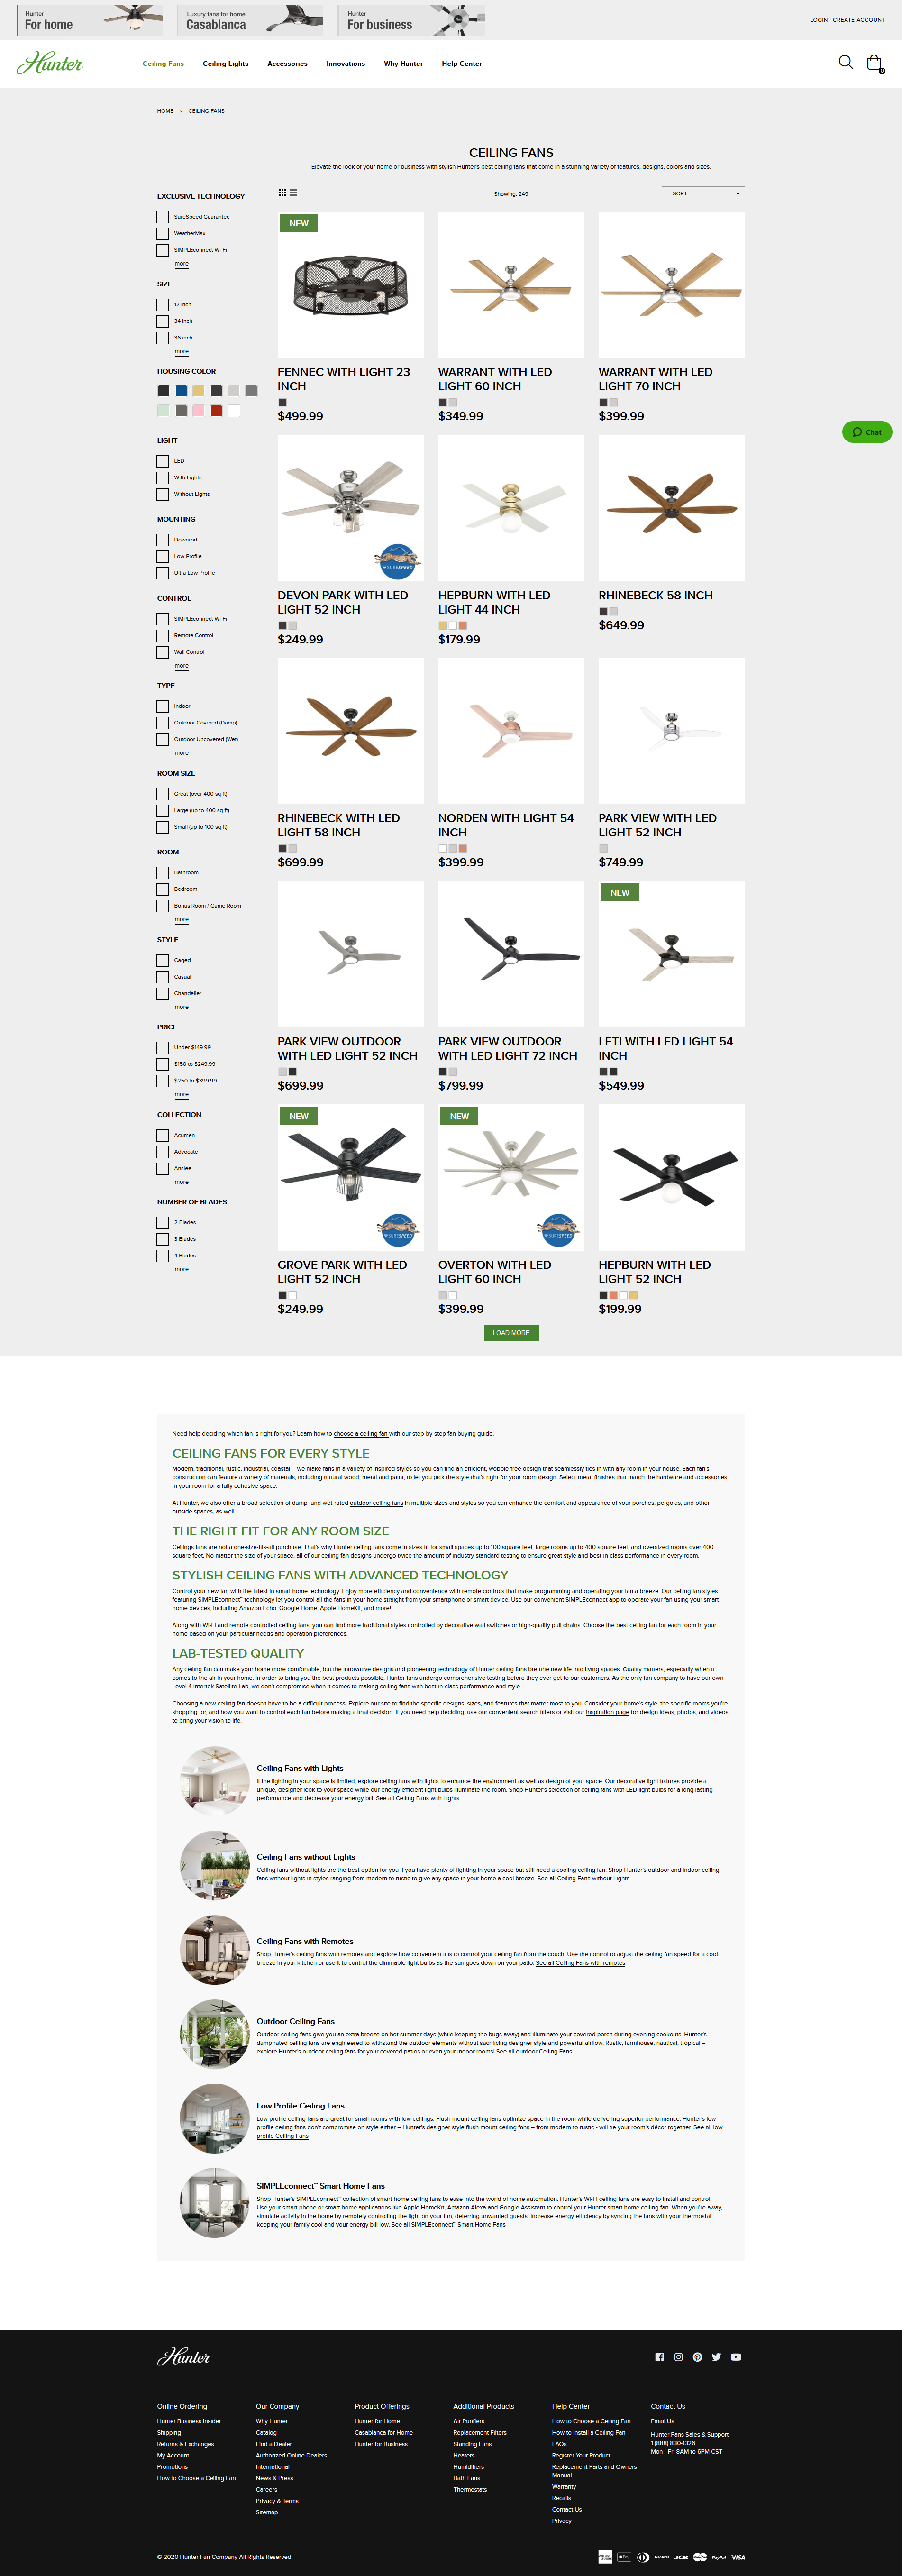 Hunter
For home
Luxury fans for home
Casablanca
Hunter
For business
LOGIN CREATE ACCOUNT
Hunter
Ceiling Fans
Ceiling Lights
Accessories
Innovations
Why Hunter
Help Center
0
HOME › CEILING FANS
CEILING FANS
Elevate the look of your home or business with stylish Hunter's best ceiling fans that come in a stunning variety of features, designs, colors and sizes.
EXCLUSIVE TECHNOLOGY
SureSpeed Guarantee
WeatherMax
SIMPLEconnect Wi-Fi
more
SIZE
12 inch
34 inch
36 inch
more
HOUSING COLOR
LIGHT
LED
With Lights
Without Lights
MOUNTING
Downrod
Low Profile
Ultra Low Profile
CONTROL
SIMPLEconnect Wi-Fi
Remote Control
Wall Control
more
TYPE
Indoor
Outdoor Covered (Damp)
Outdoor Uncovered (Wet)
more
ROOM SIZE
Great (over 400 sq ft)
Large (up to 400 sq ft)
Small (up to 100 sq ft)
ROOM
Bathroom
Bedroom
Bonus Room / Game Room
more
STYLE
Caged
Casual
Chandelier
more
PRICE
Under $149.99
$150 to $249.99
$250 to $399.99
more
COLLECTION
Acumen
Advocate
Anslee
more
NUMBER OF BLADES
2 Blades
3 Blades
4 Blades
more
Showing: 249
SORT
NEW
FENNEC WITH LIGHT 23
INCH
$499.99
WARRANT WITH LED
LIGHT 60 INCH
$349.99
WARRANT WITH LED
LIGHT 70 INCH
$399.99
SURESPEED
DEVON PARK WITH LED
LIGHT 52 INCH
$249.99
HEPBURN WITH LED
LIGHT 44 INCH
$179.99
RHINEBECK 58 INCH
$649.99
RHINEBECK WITH LED
LIGHT 58 INCH
$699.99
NORDEN WITH LIGHT 54
INCH
$399.99
PARK VIEW WITH LED
LIGHT 52 INCH
$749.99
PARK VIEW OUTDOOR
WITH LED LIGHT 52 INCH
$699.99
PARK VIEW OUTDOOR
WITH LED LIGHT 72 INCH
$799.99
NEW
LETI WITH LED LIGHT 54
INCH
$549.99
NEW
SURESPEED
GROVE PARK WITH LED
LIGHT 52 INCH
$249.99
NEW
SURESPEED
OVERTON WITH LED
LIGHT 60 INCH
$399.99
HEPBURN WITH LED
LIGHT 52 INCH
$199.99
LOAD MORE
Chat
Need help deciding which fan is right for you? Learn how to choose a ceiling fan with our step-by-step fan buying guide.
CEILING FANS FOR EVERY STYLE
Modern, traditional, rustic, industrial, coastal – we make fans in a variety of inspired styles so you can find an efficient, wobble-free design that seamlessly ties in with any room in your house. Each fan's
construction can feature a variety of materials, including natural wood, metal and paint, to let you pick the style that's right for your room design. Select metal finishes that match the hardware and accessories
in your room for a fully cohesive space.
At Hunter, we also offer a broad selection of damp- and wet-rated outdoor ceiling fans in multiple sizes and styles so you can enhance the comfort and appearance of your porches, pergolas, and other
outside spaces, as well.
THE RIGHT FIT FOR ANY ROOM SIZE
Ceilings fans are not a one-size-fits-all purchase. That's why Hunter ceiling fans come in sizes fit for small spaces up to 100 square feet, large rooms up to 400 square feet, and oversized rooms over 400
square feet. No matter the size of your space, all of our ceiling fan designs undergo twice the amount of industry-standard testing to ensure great style and best-in-class performance in every room.
STYLISH CEILING FANS WITH ADVANCED TECHNOLOGY
Control your new fan with the latest in smart home technology. Enjoy more efficiency and convenience with remote controls that make programming and operating your fan a breeze. Our ceiling fan styles
featuring SIMPLEconnect™ technology let you control all the fans in your home straight from your smartphone or smart device. Use our convenient SIMPLEconnect app to operate your fan using your smart
home devices, including Amazon Echo, Google Home, Apple HomeKit, and more!
Along with Wi-Fi and remote controlled ceiling fans, you can find more traditional styles controlled by decorative wall switches or high-quality pull chains. Choose the best ceiling fan for each room in your
home based on your particular needs and operation preferences.
LAB-TESTED QUALITY
Any ceiling fan can make your home more comfortable, but the innovative designs and pioneering technology of Hunter ceiling fans breathe new life into living spaces. Quality matters, especially when it
comes to the air in your home. In order to bring you the best products possible, Hunter fans undergo comprehensive testing before they ever get to our customers. As the only fan company to have our own
Level 4 Intertek Satellite Lab, we don't compromise when it comes to making ceiling fans with best-in-class performance and style.
Choosing a new ceiling fan doesn't have to be a difficult process. Explore our site to find the specific designs, sizes, and features that matter most to you. Consider your home's style, the specific rooms you're
shopping for, and how you want to control each fan before making a final decision. If you need help deciding, use our convenient search filters or visit our inspiration page for design ideas, photos, and videos
to bring your vision to life.
Ceiling Fans with Lights
If the lighting in your space is limited, explore ceiling fans with lights to enhance the environment as well as design of your space. Our decorative light fixtures provide a
unique, designer look to your space while our energy efficient light bulbs illuminate the room. Shop Hunter's selection of ceiling fans with LED light bulbs for a long lasting
performance and decrease your energy bill. See all Ceiling Fans with Lights
Ceiling Fans without Lights
Ceiling fans without lights are the best option for you if you have plenty of lighting in your space but still need a cooling ceiling fan. Shop Hunter's outdoor and indoor ceiling
fans without lights in styles ranging from modern to rustic to give any space in your home a cool breeze. See all Ceiling Fans without Lights
Ceiling Fans with Remotes
Shop Hunter's ceiling fans with remotes and explore how convenient it is to control your ceiling fan from the couch. Use the control to adjust the ceiling fan speed for a cool
breeze in your kitchen or use it to control the dimmable light bulbs as the sun goes down on your patio. See all Ceiling Fans with remotes
Outdoor Ceiling Fans
Outdoor ceiling fans give you an extra breeze on hot summer days (while keeping the bugs away) and illuminate your covered porch during evening cookouts. Hunter's
damp rated ceiling fans are engineered to withstand the outdoor elements without sacrificing designer style and powerful airflow. Rustic, farmhouse, nautical, tropical –
explore Hunter's outdoor ceiling fans for your covered patios or even your indoor rooms! See all outdoor Ceiling Fans
Low Profile Ceiling Fans
Low profile ceiling fans are great for small rooms with low ceilings. Flush mount ceiling fans optimize space in the room while delivering superior performance. Hunter's low
profile ceiling fans don't compromise on style either – Hunter's designer style flush mount ceiling fans – from modern to rustic - will tie your room's décor together. See all low
profile Ceiling Fans
SIMPLEconnect™ Smart Home Fans
Shop Hunter's SIMPLEconnect™ collection of smart home ceiling fans to ease into the world of home automation. Hunter's Wi-Fi ceiling fans are easy to install and control.
Use your smart phone or smart home applications like Apple HomeKit, Amazon Alexa and Google Assistant to control your Hunter smart home ceiling fan. When you're away,
simulate activity in the home by remotely controlling the light on your fan, deterring unwanted guests. Increase energy efficiency by syncing the fans with your thermostat,
keeping your family cool and your energy bill low. See all SIMPLEconnect™ Smart Home Fans
Hunter
Online Ordering
Hunter Business Insider
Shipping
Returns & Exchanges
My Account
Promotions
How to Choose a Ceiling Fan
Our Company
Why Hunter
Catalog
Find a Dealer
Authorized Online Dealers
International
News & Press
Careers
Privacy & Terms
Sitemap
Product Offerings
Hunter for Home
Casablanca for Home
Hunter for Business
Additional Products
Air Purifiers
Replacement Filters
Standing Fans
Heaters
Humidifiers
Bath Fans
Thermostats
Help Center
How to Choose a Ceiling Fan
How to Install a Ceiling Fan
FAQs
Register Your Product
Replacement Parts and Owners
Manual
Warranty
Recalls
Contact Us
Privacy
Contact Us
Email Us
Hunter Fans Sales & Support
1 (888) 830-1326
Mon - Fri 8AM to 6PM CST
© 2020 Hunter Fan Company All Rights Reserved.
Pay
DISCOVER
JCB
PayPal
VISA